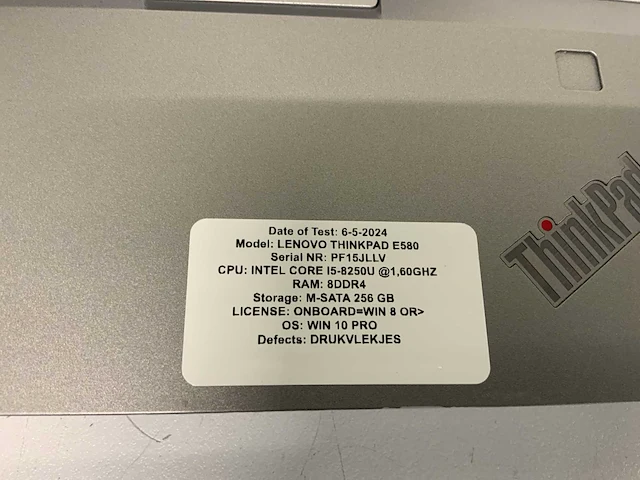 Date of Test: 6-5-2024
Model: LENOVO THINKPAD E580
Serial NR: PF15JLLV
CPU: INTEL CORE I5-8250U @1,60GHZ
RAM: 8DDR4
Storage: M-SATA 256 GB
LICENSE: ONBOARD=WIN 8 OR>
OS: WIN 10 PRO
Defects: DRUKVLEKJES
ThinkPad